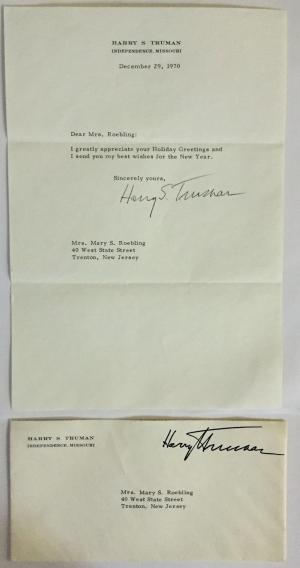 HARRY S TRUMAN
INDEPENDENCE, MISSOURI
December 29, 1970
Dear Mrs. Roebling:
I greatly appreciate your Holiday Greetings and
I send you my best wishes for the New Year.
Sincerely yours,
Harry S. Truman
Mrs. Mary S. Roebling
40 West State Street
Trenton, New Jersey
HARRY S TRUMAN
INDEPENDENCE, MISSOURI
Harry S Truman
Mrs. Mary S. Roebling
40 West State Street
Trenton, New Jersey